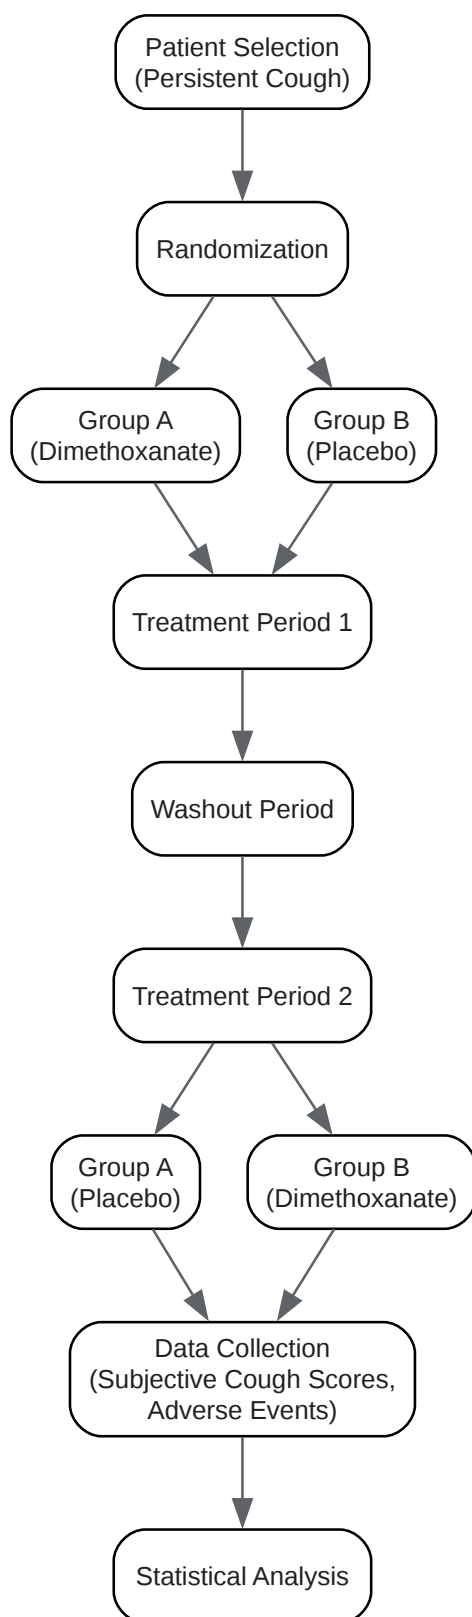 Patient Selection
(Persistent Cough)
Randomization
Group A
(Dimethoxanate)
Group B
(Placebo)
Treatment Period 1
Washout Period
Treatment Period 2
Group A
(Placebo)
Group B
(Dimethoxanate)
Data Collection
(Subjective Cough Scores,
Adverse Events)
Statistical Analysis